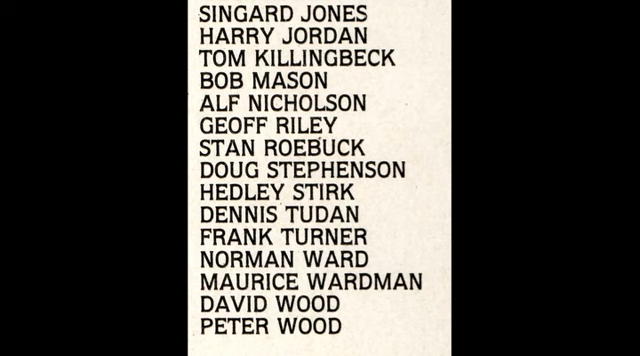 SINGARD JONES
HARRY JORDAN
TOM KILLINGBECK
BOB MASON
ALF NICHOLSON
GEOFF RILEY
STAN ROEBUCK
DOUG STEPHENSON
HEDLEY STIRK
DENNIS TUDAN
FRANK TURNER
NORMAN WARD
MAURICE WARDMAN
DAVID WOOD
PETER WOOD